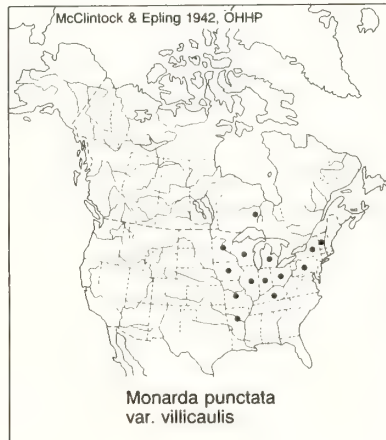 McClintock & Epling 1942, OHHP
Monarda punctata
var. villicaulis